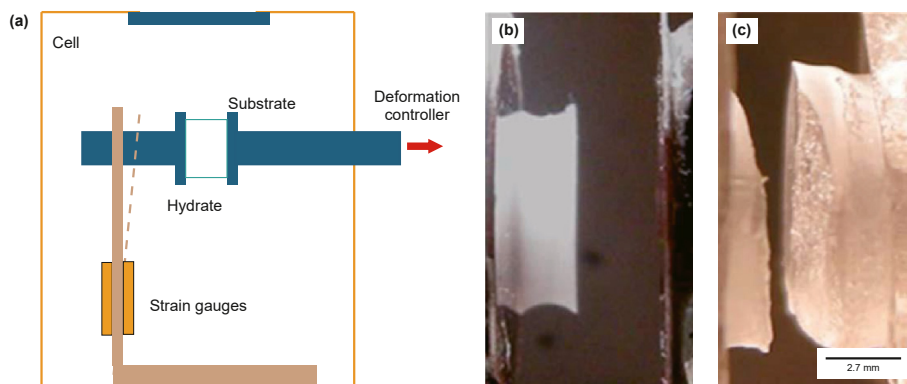 (a)
Cell
Substrate
Deformation
controller
Hydrate
Strain gauges
(b)
(c)
2.7 mm